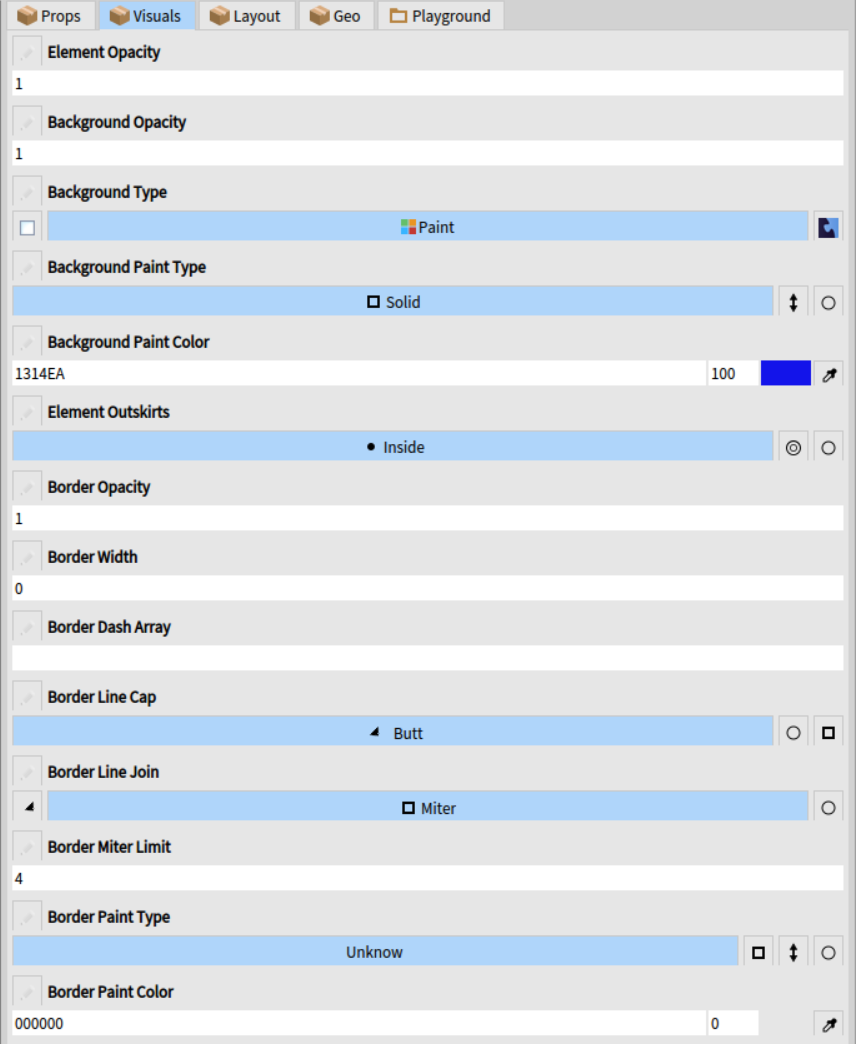 Props Visuals Layout Geo Playground
Element Opacity
1
Background Opacity
1
Background Type
Paint
Background Paint Type
Solid
Background Paint Color
1314EA 100
Element Outskirts
Inside
Border Opacity
1
Border Width
0
Border Dash Array
Border Line Cap
Butt
Border Line Join
Miter
Border Miter Limit
4
Border Paint Type
Unknow
Border Paint Color
000000 0